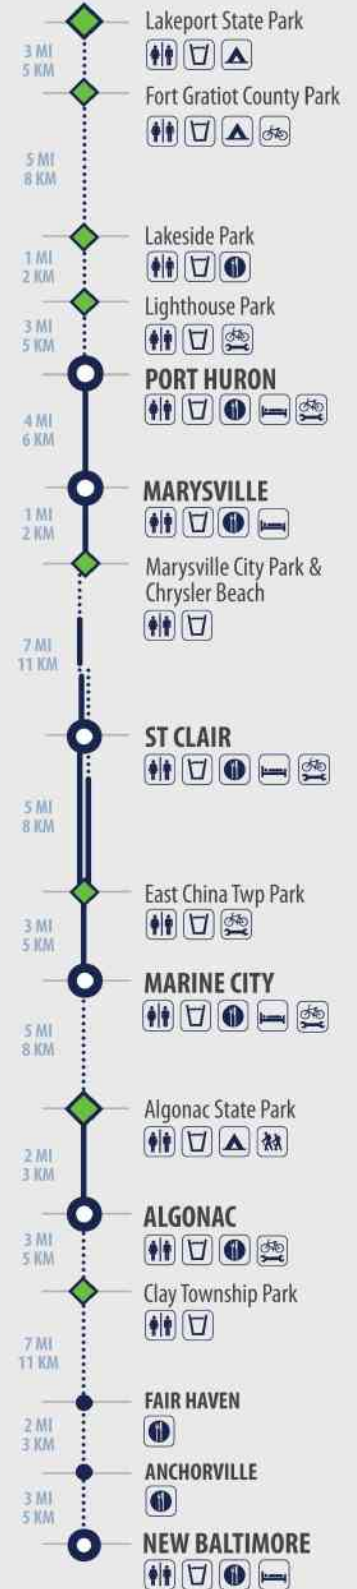 Lakeport State Park
3 MI
5 KM
Fort Gratiot County Park
5 MI
8 KM
Lakeside Park
1 MI
2 KM
Lighthouse Park
3 MI
5 KM
PORT HURON
4 MI
6 KM
MARYSVILLE
1 MI
2 KM
Marysville City Park &
Chrysler Beach
7 MI
11 KM
ST CLAIR
5 MI
8 KM
East China Twp Park
3 MI
5 KM
MARINE CITY
5 MI
8 KM
Algonac State Park
2 MI
3 KM
ALGONAC
3 MI
5 KM
Clay Township Park
7 MI
11 KM
FAIR HAVEN
2 MI
3 KM
ANCHORVILLE
3 MI
5 KM
NEW BALTIMORE